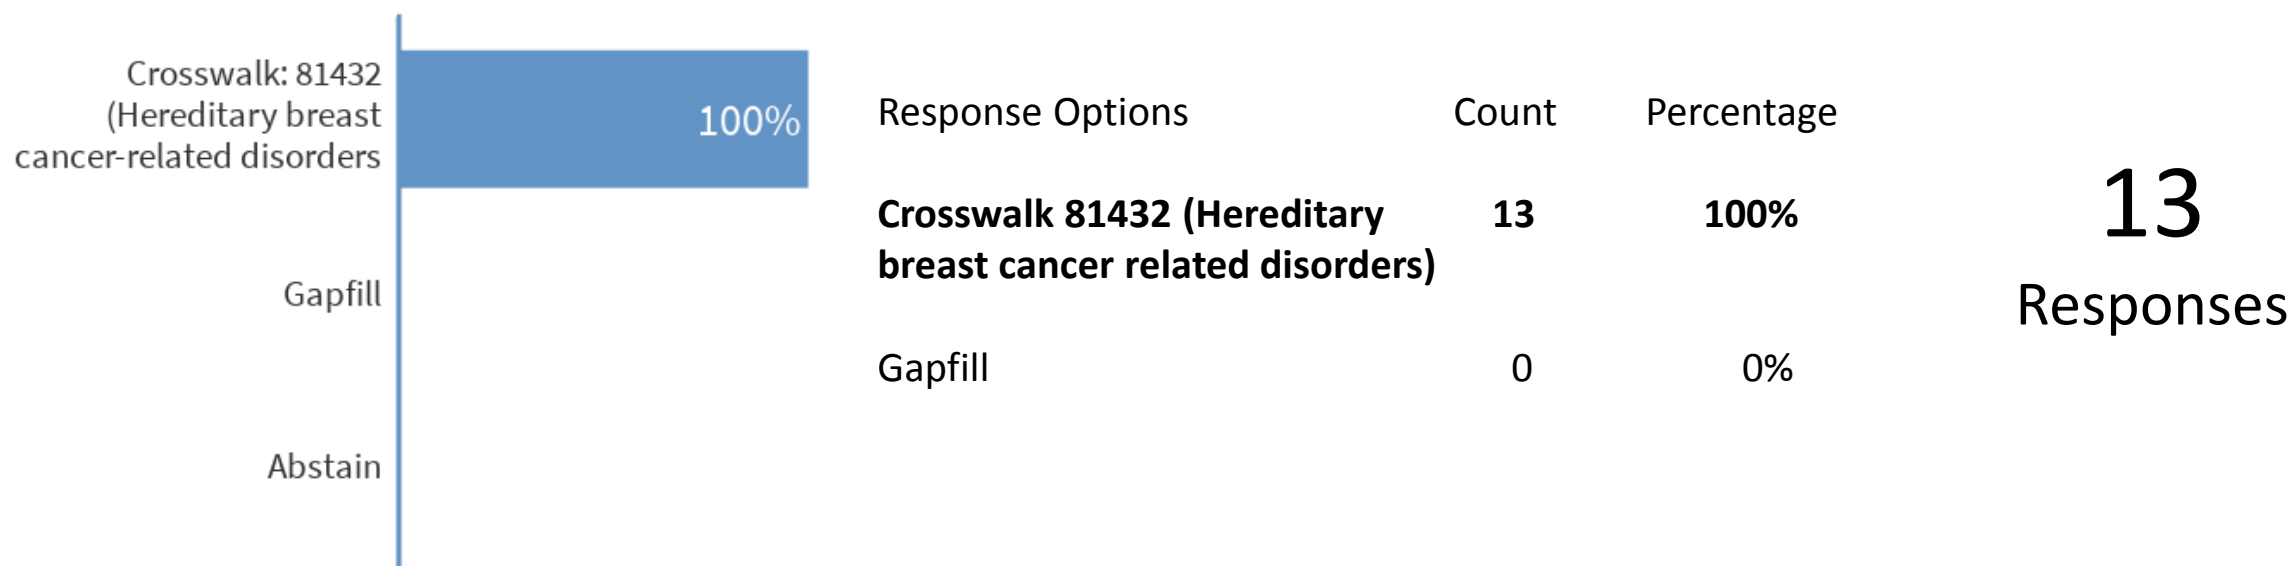 Crosswalk: 81432
(Hereditary breast
cancer-related disorders
100%
Gapfill
Abstain
Response Options Count Percentage
Crosswalk 81432 (Hereditary 13 100%
breast cancer related disorders)
Gapfill 0 0%
13
Responses